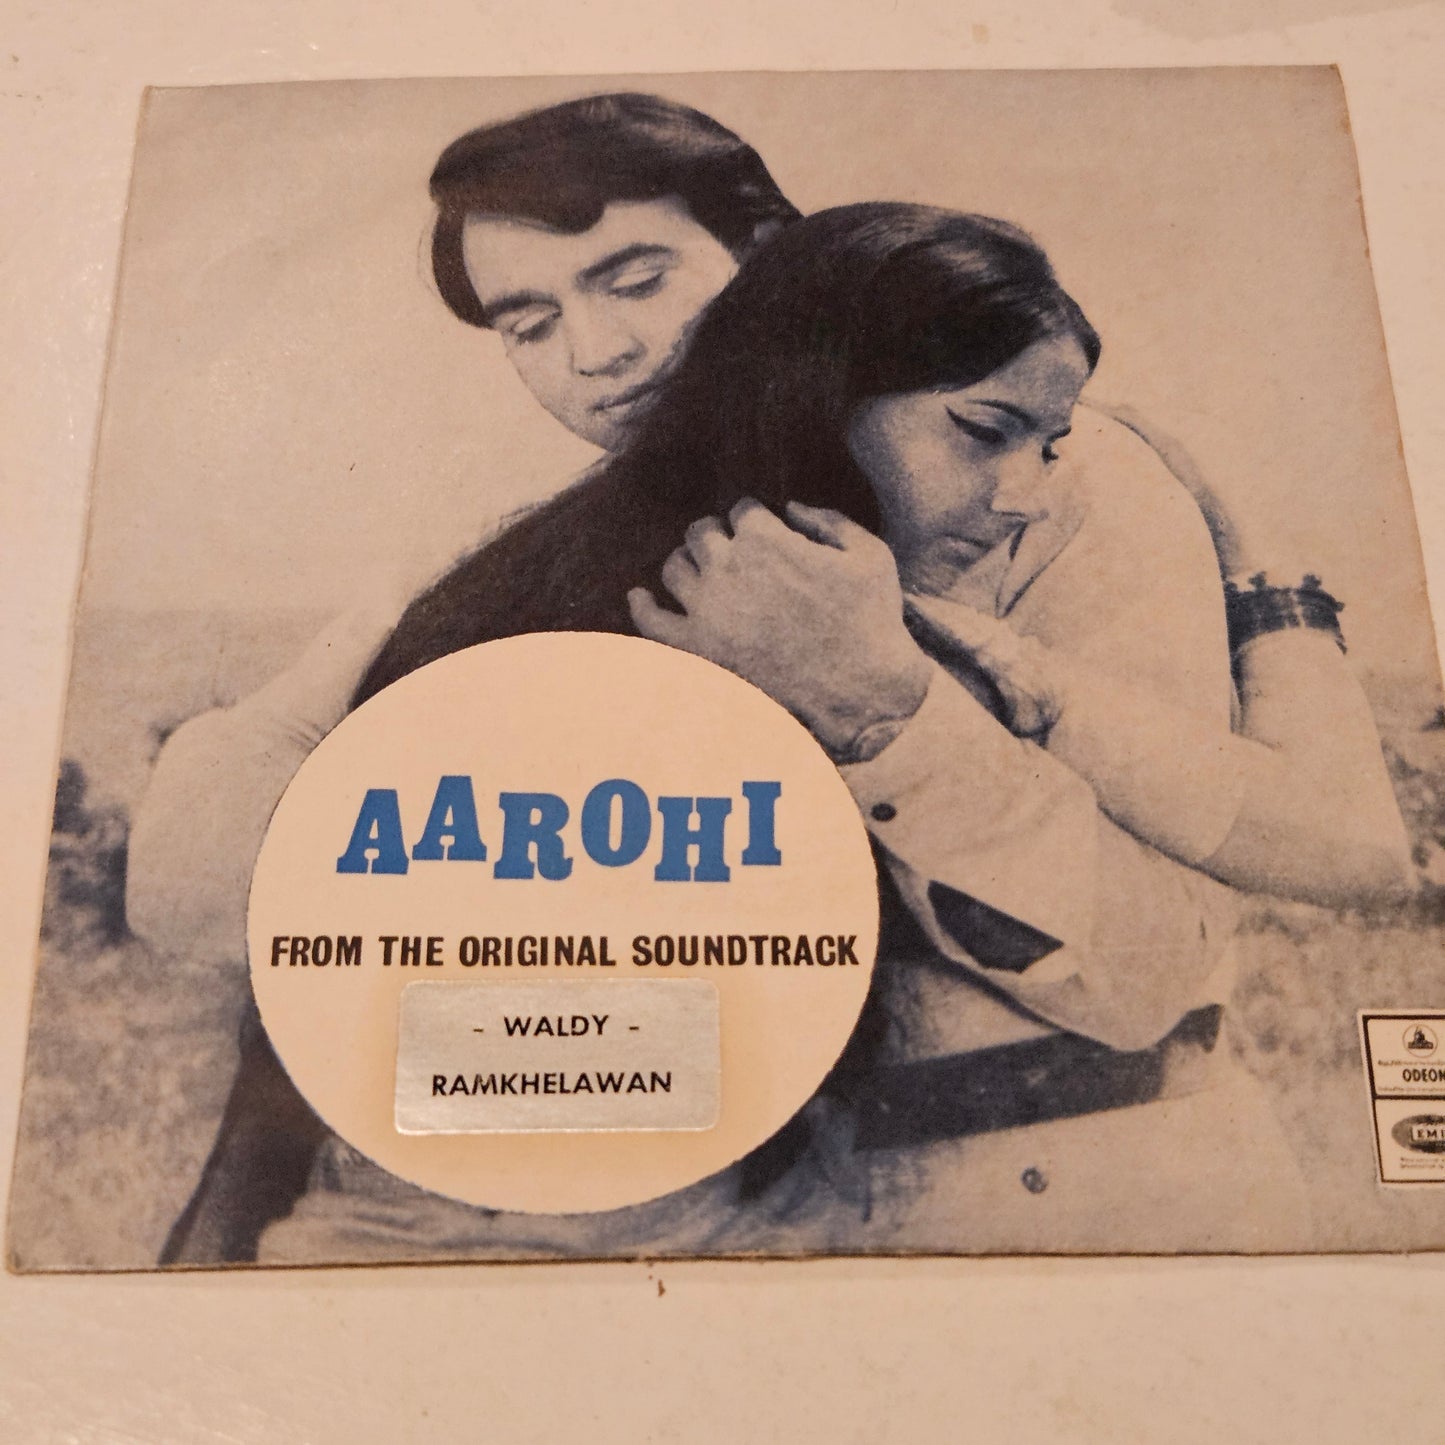 AAROHI
FROM THE ORIGINAL SOUNDTRACK
- WALDY -
RAMKHELAWAN
ODEON
EMI